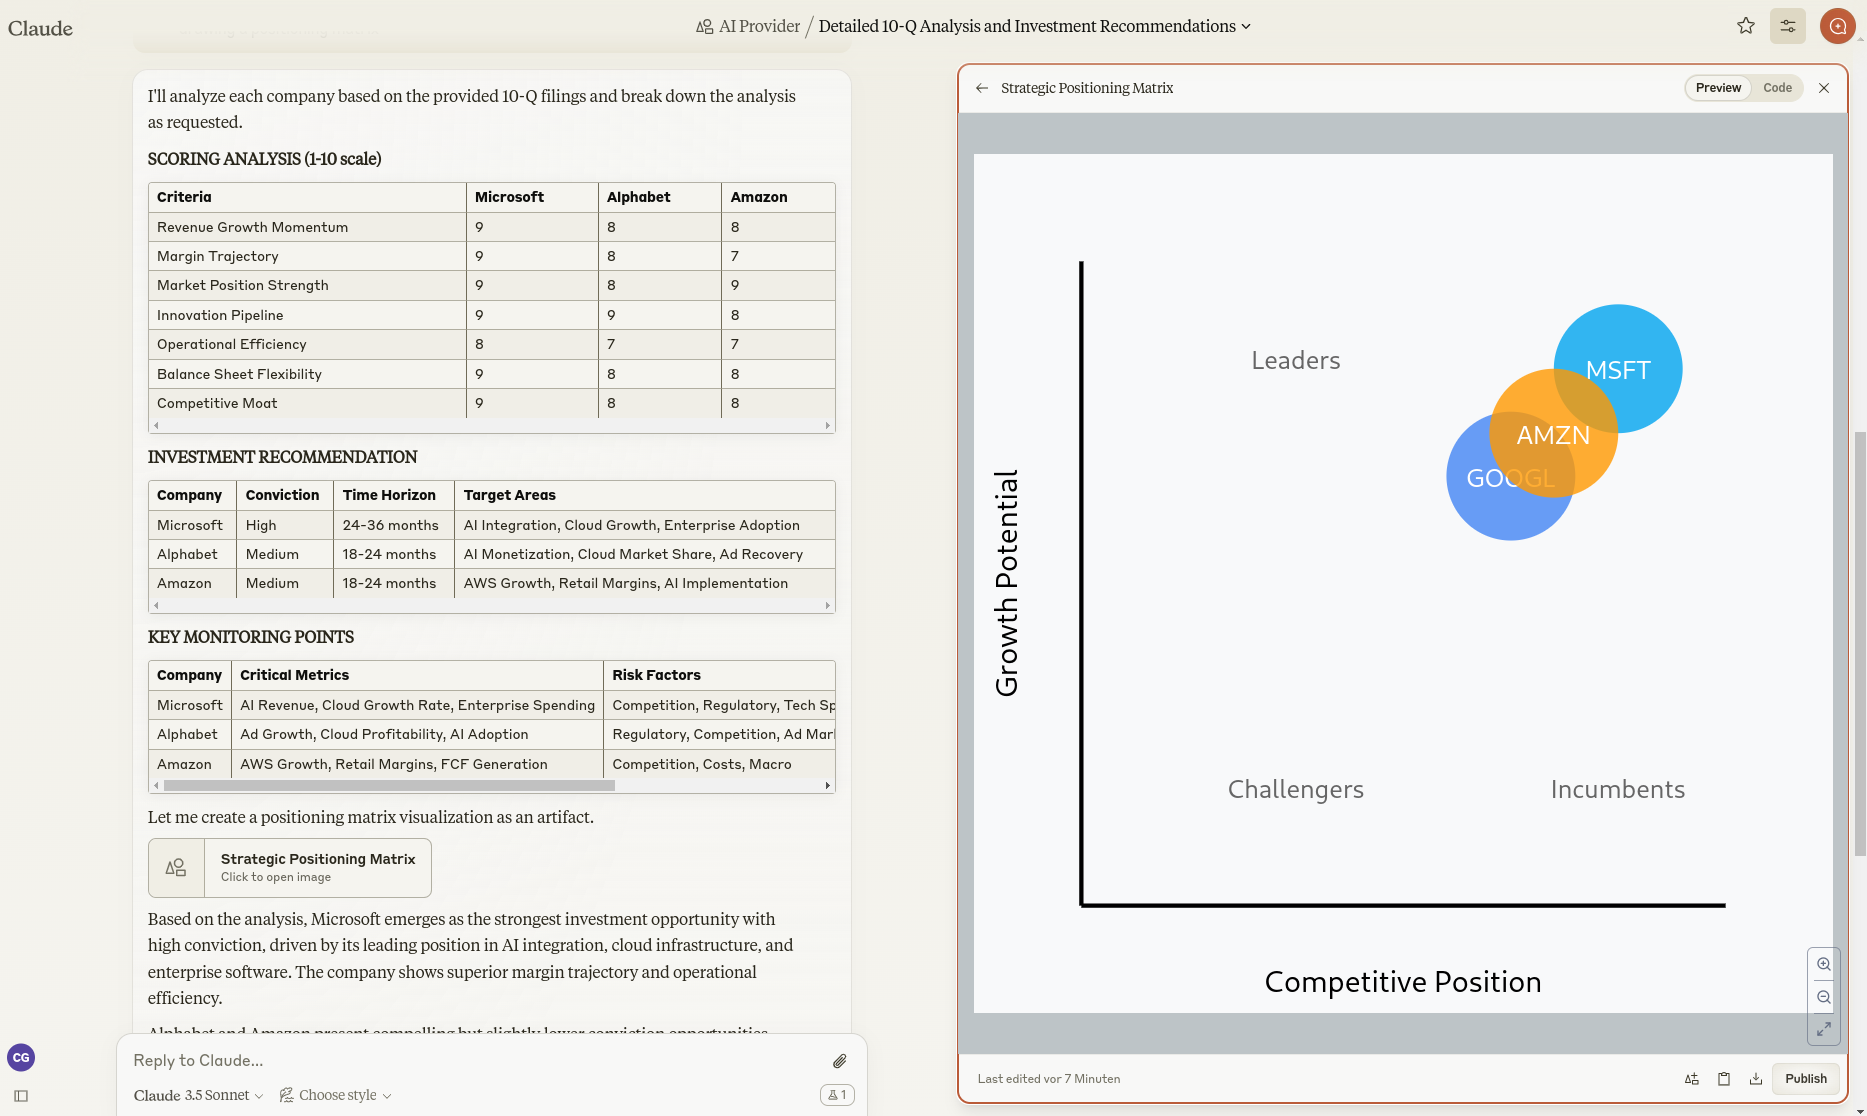 Claude
AI Provider / Detailed 10-Q Analysis and Investment Recommendations
I'll analyze each company based on the provided 10-Q filings and break down the analysis
as requested.
SCORING ANALYSIS (1-10 scale)
Criteria Microsoft Alphabet Amazon
Revenue Growth Momentum 9 8 8
Margin Trajectory 9 8 7
Market Position Strength 9 8 9
Innovation Pipeline 9 9 8
Operational Efficiency 8 7 7
Balance Sheet Flexibility 9 8 8
Competitive Moat 9 8 8
INVESTMENT RECOMMENDATION
Company Conviction Time Horizon Target Areas
Microsoft High 24-36 months AI Integration, Cloud Growth, Enterprise Adoption
Alphabet Medium 18-24 months AI Monetization, Cloud Market Share, Ad Recovery
Amazon Medium 18-24 months AWS Growth, Retail Margins, AI Implementation
KEY MONITORING POINTS
Company Critical Metrics Risk Factors
Microsoft AI Revenue, Cloud Growth Rate, Enterprise Spending Competition, Regulatory, Tech Sp
Alphabet Ad Growth, Cloud Profitability, AI Adoption Regulatory, Competition, Ad Mar
Amazon AWS Growth, Retail Margins, FCF Generation Competition, Costs, Macro
Let me create a positioning matrix visualization as an artifact.
Strategic Positioning Matrix
Click to open image
Based on the analysis, Microsoft emerges as the strongest investment opportunity with
high conviction, driven by its leading position in AI integration, cloud infrastructure, and
enterprise software. The company shows superior margin trajectory and operational
efficiency.
Alphabet and Amazon present compelling but slightly lower conviction opportunities
Reply to Claude...
Claude 3.5 Sonnet
Choose style
1
CG
Strategic Positioning Matrix
Preview Code
Growth Potential
Leaders
MSFT
AMZN
GOOGL
Challengers
Incumbents
Competitive Position
Last edited vor 7 Minuten
Publish